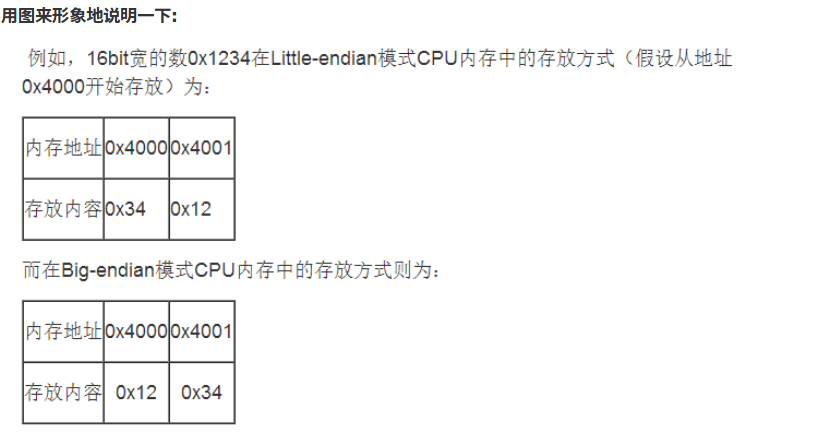 用图来形象地说明一下:
例如，16bit宽的数0x1234在Little-endian模式CPU内存中的存放方式（假设从地址
0x4000开始存放）为：
内存地址 0x4000 0x4001
存放内容 0x34 0x12
而在Big-endian模式CPU内存中的存放方式则为：
内存地址 0x4000 0x4001
存放内容 0x12 0x34